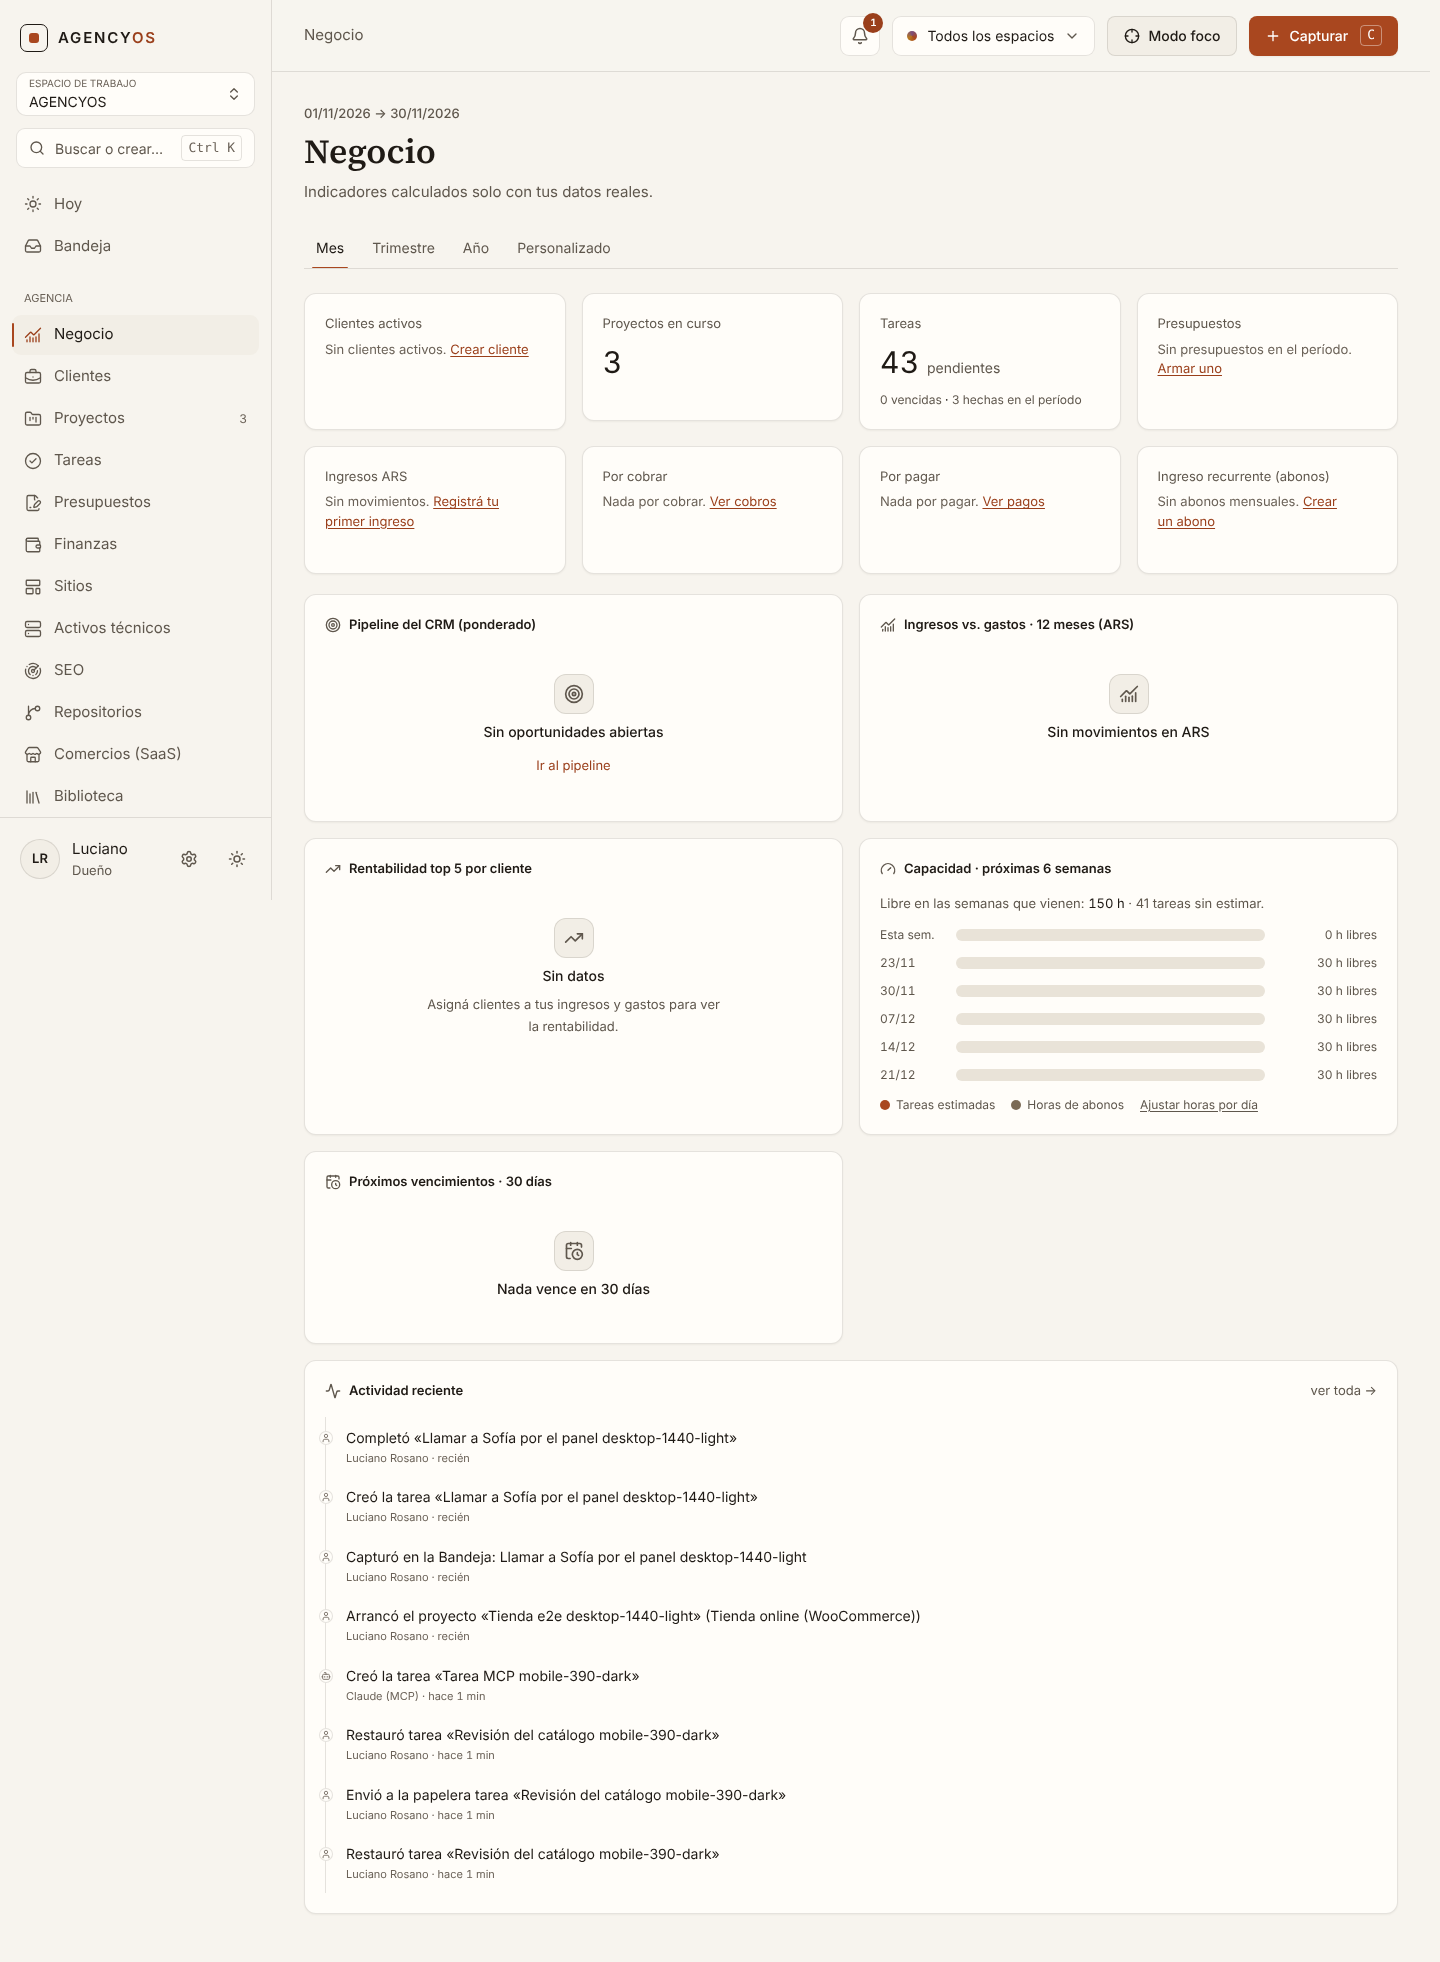 AGENCYOS
ESPACIO DE TRABAJO
AGENCYOS
Buscar o crear... Ctrl K
Hoy
Bandeja
AGENCIA
Negocio
Clientes
Proyectos 3
Tareas
Presupuestos
Finanzas
Sitios
Activos técnicos
SEO
Repositorios
Comercios (SaaS)
Biblioteca
LR
Luciano
Dueño
Negocio
1
Todos los espacios
Modo foco
Capturar C
01/11/2026 → 30/11/2026
Negocio
Indicadores calculados solo con tus datos reales.
Mes Trimestre Año Personalizado
Clientes activos
Sin clientes activos. Crear cliente
Proyectos en curso
3
Tareas
43 pendientes
0 vencidas · 3 hechas en el período
Presupuestos
Sin presupuestos en el período.
Armar uno
Ingresos ARS
Sin movimientos. Registrá tu
primer ingreso
Por cobrar
Nada por cobrar. Ver cobros
Por pagar
Nada por pagar. Ver pagos
Ingreso recurrente (abonos)
Sin abonos mensuales. Crear
un abono
Pipeline del CRM (ponderado)
Sin oportunidades abiertas
Ir al pipeline
Ingresos vs. gastos · 12 meses (ARS)
Sin movimientos en ARS
Rentabilidad top 5 por cliente
Sin datos
Asigná clientes a tus ingresos y gastos para ver
la rentabilidad.
Capacidad · próximas 6 semanas
Libre en las semanas que vienen: 150 h · 41 tareas sin estimar.
Esta sem. 0 h libres
23/11 30 h libres
30/11 30 h libres
07/12 30 h libres
14/12 30 h libres
21/12 30 h libres
Tareas estimadas Horas de abonos Ajustar horas por día
Próximos vencimientos · 30 días
Nada vence en 30 días
Actividad reciente ver toda →
Completó «Llamar a Sofía por el panel desktop-1440-light»
Luciano Rosano · recién
Creó la tarea «Llamar a Sofía por el panel desktop-1440-light»
Luciano Rosano · recién
Capturó en la Bandeja: Llamar a Sofía por el panel desktop-1440-light
Luciano Rosano · recién
Arrancó el proyecto «Tienda e2e desktop-1440-light» (Tienda online (WooCommerce))
Luciano Rosano · recién
Creó la tarea «Tarea MCP mobile-390-dark»
Claude (MCP) · hace 1 min
Restauró tarea «Revisión del catálogo mobile-390-dark»
Luciano Rosano · hace 1 min
Envió a la papelera tarea «Revisión del catálogo mobile-390-dark»
Luciano Rosano · hace 1 min
Restauró tarea «Revisión del catálogo mobile-390-dark»
Luciano Rosano · hace 1 min